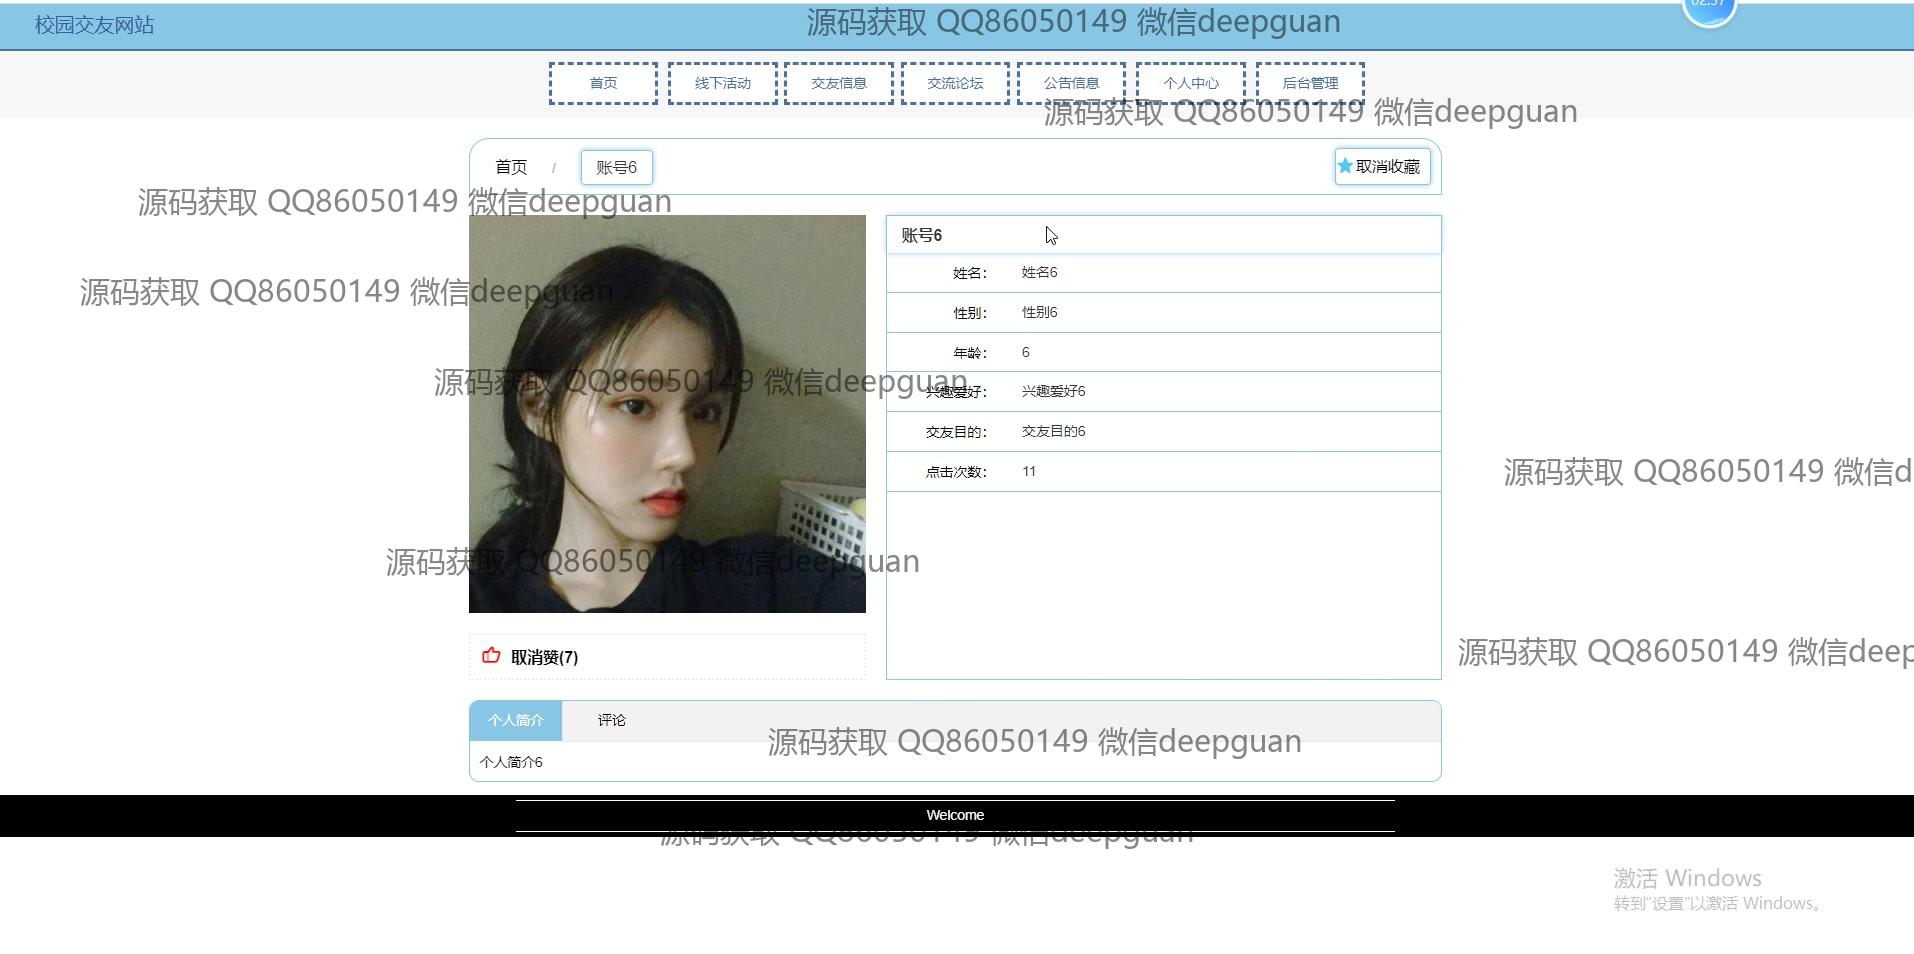 校园交友网站
源码获取 QQ86050149 微信deepguan
02:37
首页 线下活动 交友信息 交流论坛 公告信息 个人中心 后台管理
源码获取 QQ86050149 微信deepguan
首页 / 账号6 取消收藏
源码获取 QQ86050149 微信deepguan
账号6
姓名： 姓名6
源码获取 QQ86050149 微信deepguan
性别： 性别6
年龄： 6
源码获取 QQ86050149 微信deepguan
兴趣爱好： 兴趣爱好6
交友目的： 交友目的6
点击次数： 11
源码获取 QQ86050149 微信d
源码获取 QQ86050149 微信deepguan
取消赞(7)
源码获取 QQ86050149 微信deep
个人简介 评论
源码获取 QQ86050149 微信deepguan
个人简介6
Welcome
源码获取 QQ86050149 微信deepguan
激活 Windows
转到"设置"以激活 Windows。